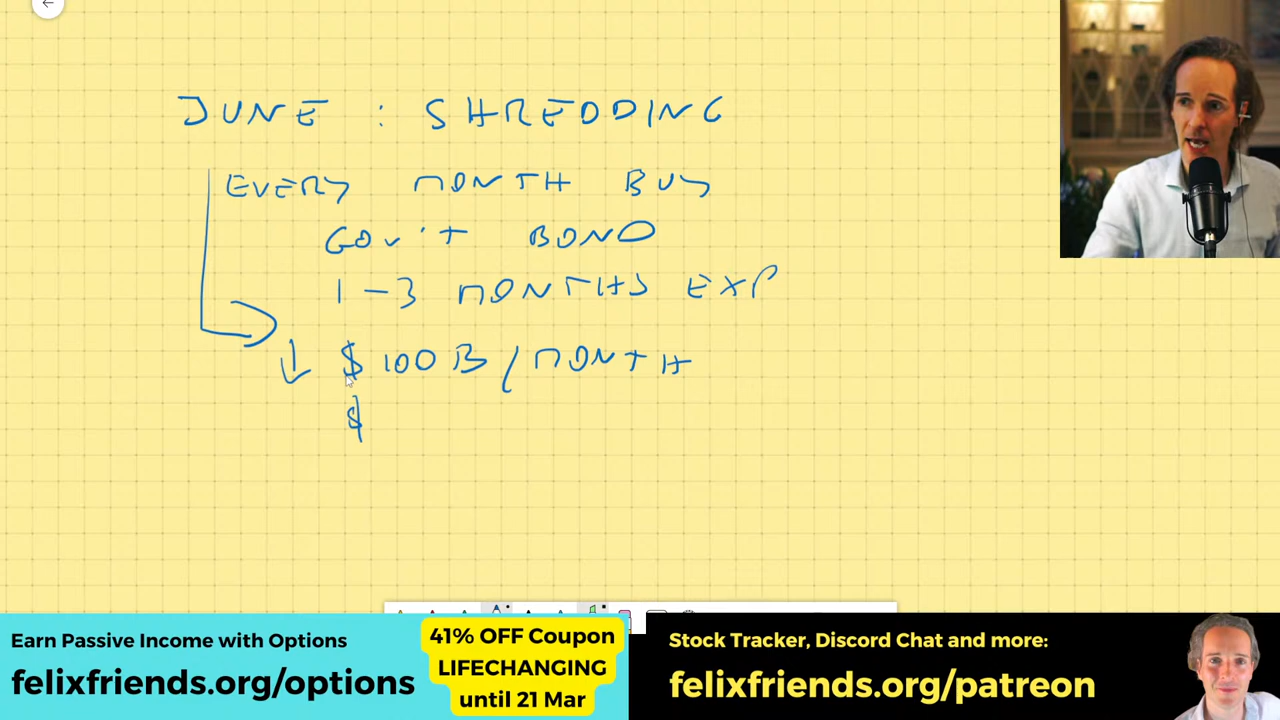 JUNE : SHREDDING
EVERY MONTH BUY
GOV'T BOND
1-3 MONTHS EXP
↓ $100B/MONTH
$
Earn Passive Income with Options
felixfriends.org/options
41% OFF Coupon
LIFECHANGING
until 21 Mar
Stock Tracker, Discord Chat and more:
felixfriends.org/patreon